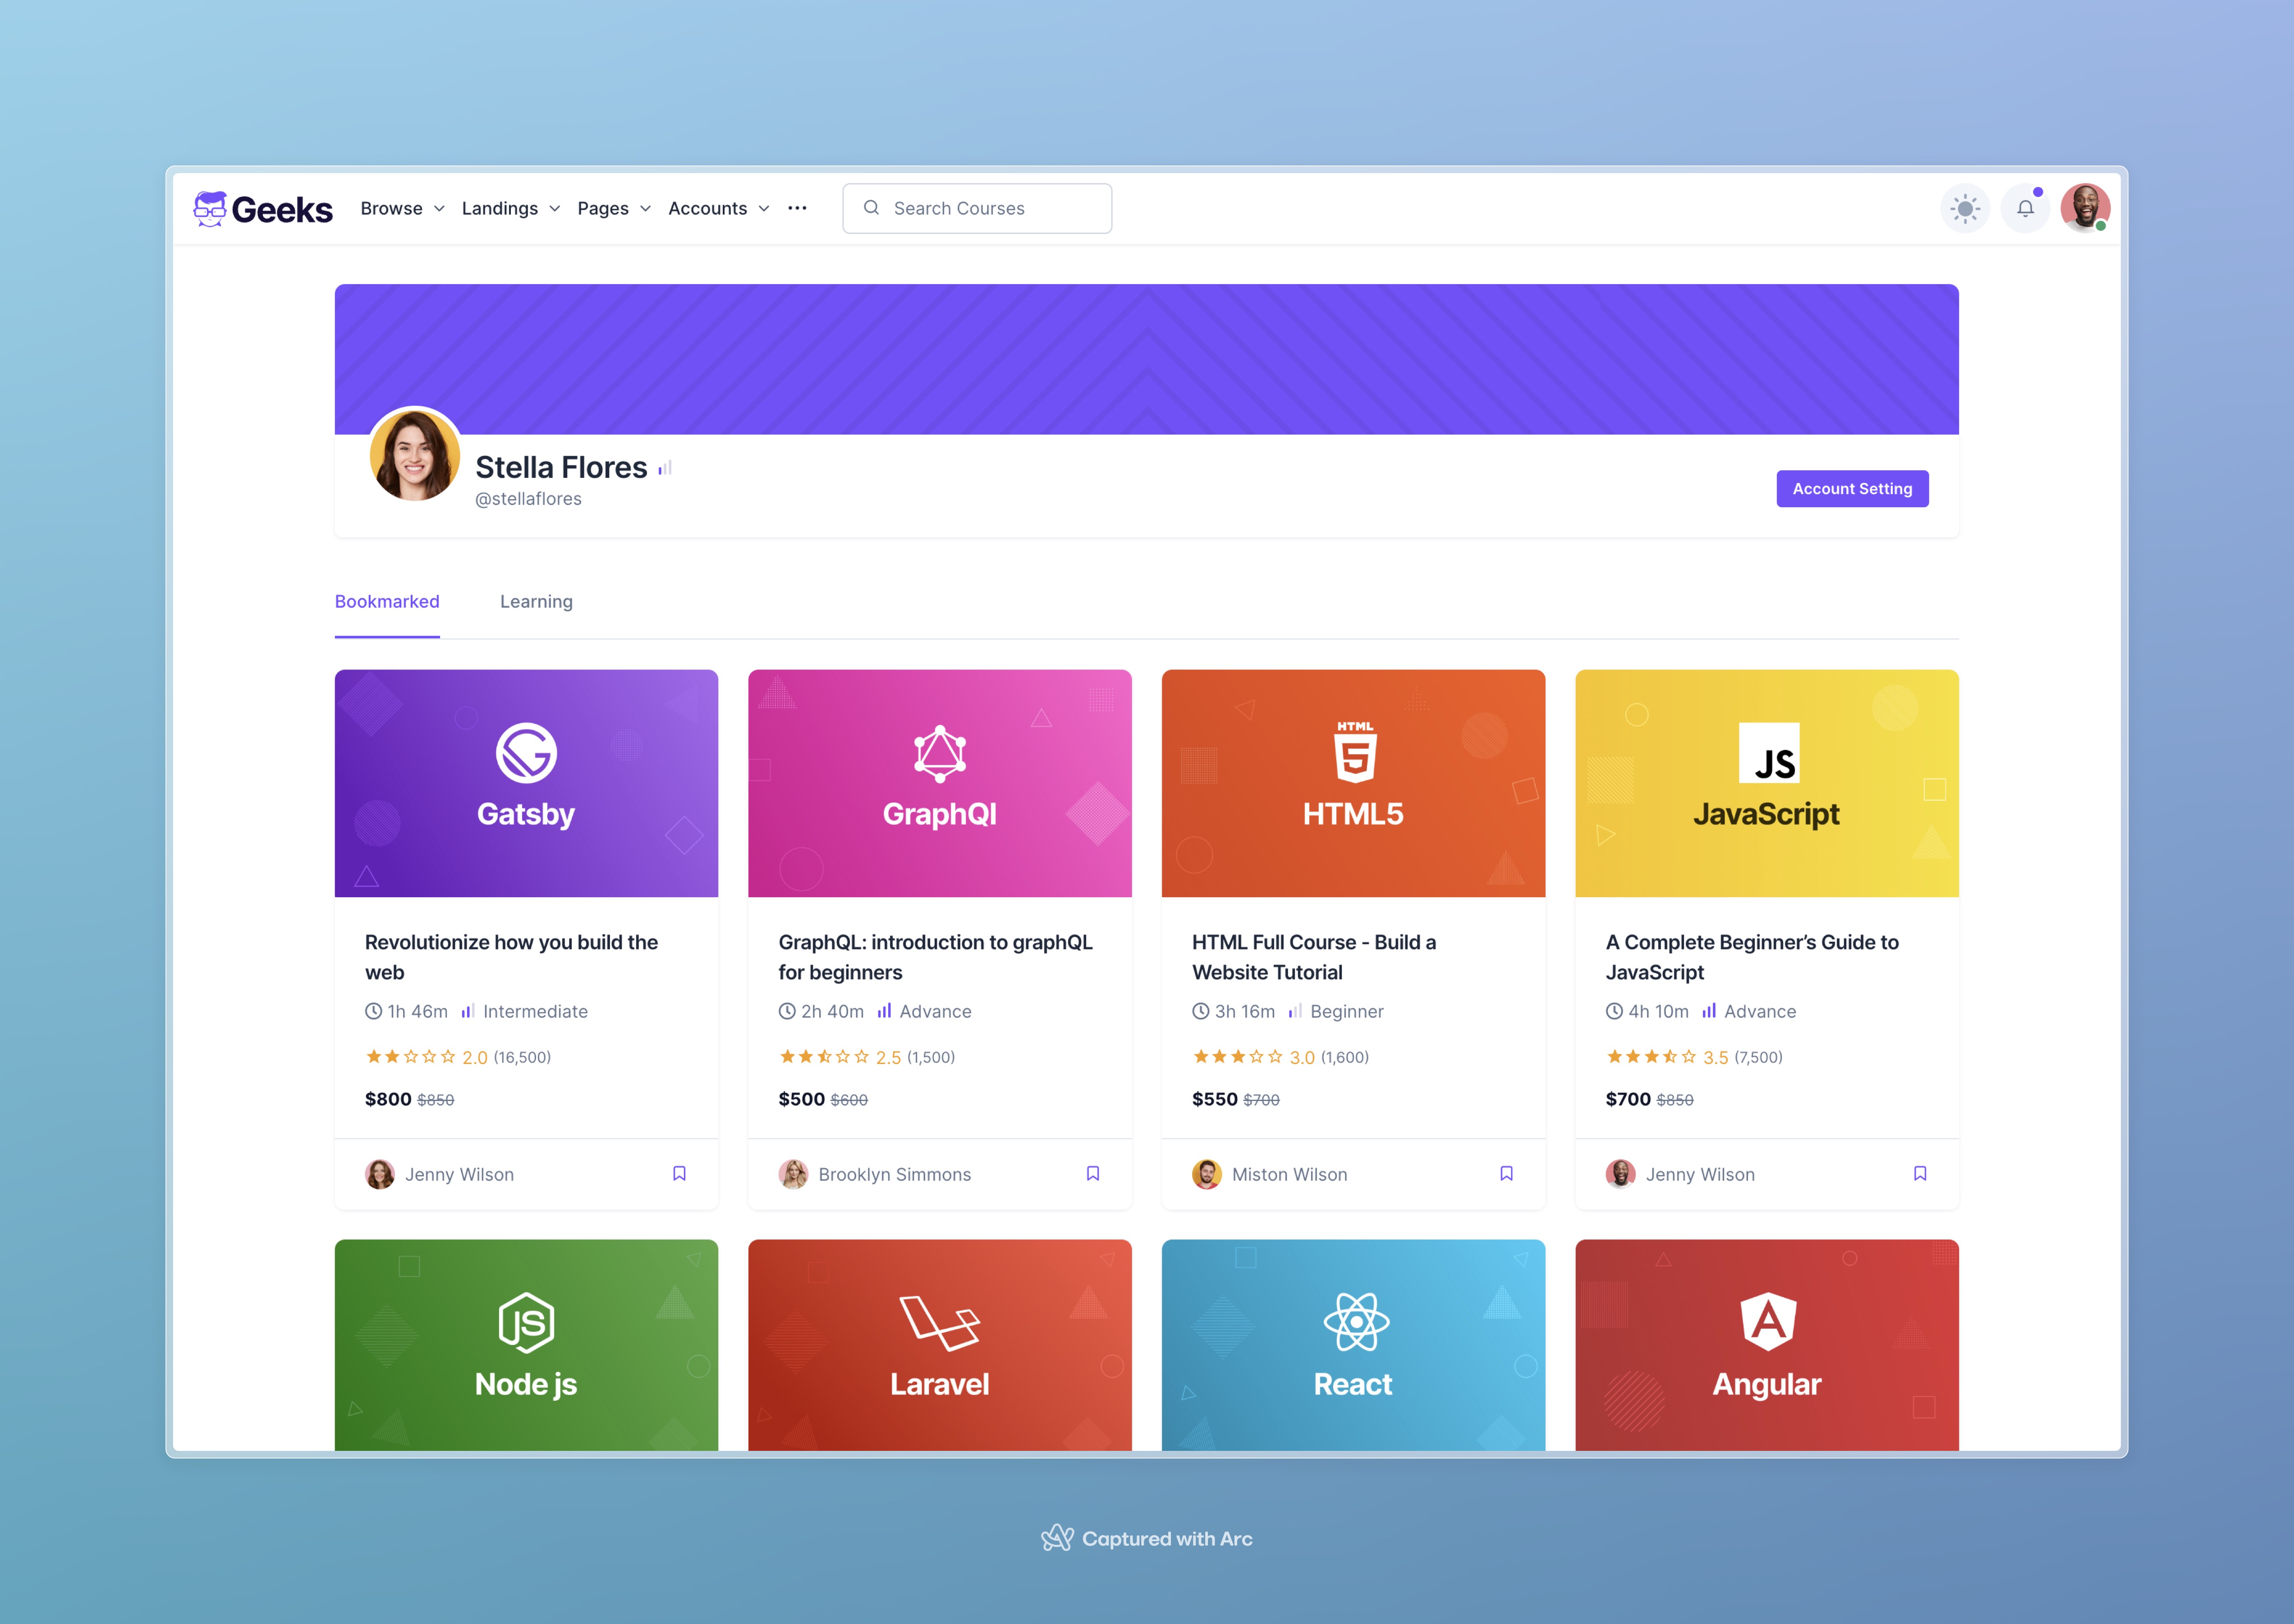 Geeks Browse Landings Pages Accounts Search Courses
Stella Flores
@stellaflores
Account Setting
Bookmarked Learning
Gatsby
Revolutionize how you build the
web
1h 46m Intermediate
2.0 (16,500)
$800 $850
Jenny Wilson
GraphQl
GraphQL: introduction to graphQL
for beginners
2h 40m Advance
2.5 (1,500)
$500 $600
Brooklyn Simmons
HTML
5
HTML5
HTML Full Course - Build a
Website Tutorial
3h 16m Beginner
3.0 (1,600)
$550 $700
Miston Wilson
JS
JavaScript
A Complete Beginner’s Guide to
JavaScript
4h 10m Advance
3.5 (7,500)
$700 $850
Jenny Wilson
JS
Node js
Laravel
React
A
Angular
Captured with Arc